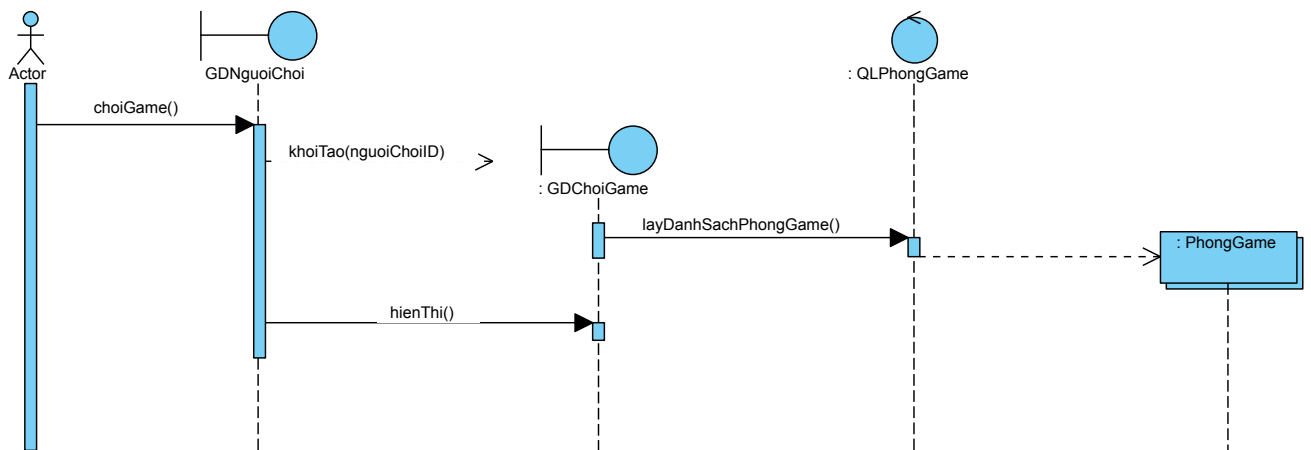 Actor
GDNguoiChoi
: QLPhongGame
choiGame()
khoiTao(nguoiChoiID)
: GDChoiGame
layDanhSachPhongGame()
: PhongGame
hienThi()